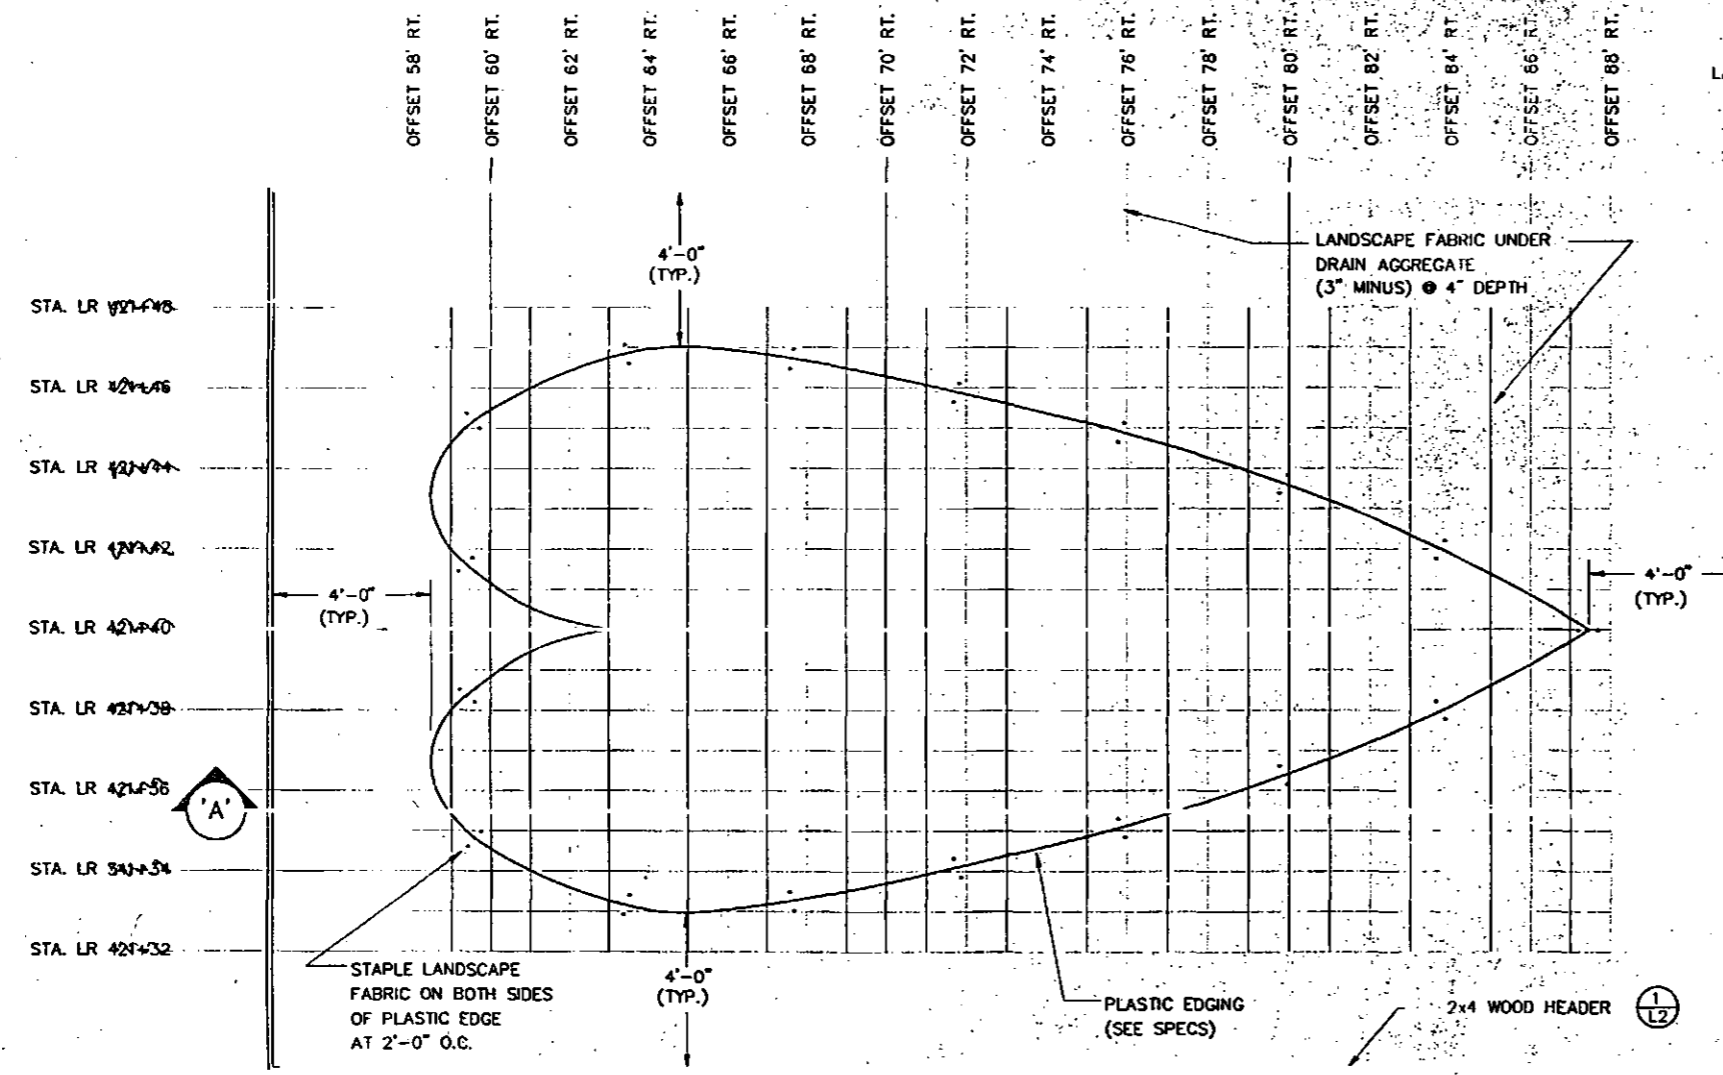 OFFSET 58' RT.
OFFSET 60' RT.
OFFSET 62' RT.
OFFSET 64' RT.
OFFSET 66' RT.
OFFSET 68' RT.
OFFSET 70' RT.
OFFSET 72' RT.
OFFSET 74' RT.
OFFSET 76' RT.
OFFSET 78' RT.
OFFSET 80' RT.
OFFSET 82' RT.
OFFSET 84' RT.
OFFSET 86' RT.
OFFSET 88' RT.
4'-0"
(TYP.)
LANDSCAPE FABRIC UNDER
DRAIN AGGREGATE
(3" MINUS) @ 4" DEPTH
STA. LR
STA. LR
STA. LR
STA. LR
4'-0"
(TYP.)
4'-0"
(TYP.)
STA. LR
STA. LR
STA. LR
'A'
STA. LR
STA. LR 421+32
STAPLE LANDSCAPE
FABRIC ON BOTH SIDES
OF PLASTIC EDGE
AT 2'-0" O.C.
4'-0"
(TYP.)
PLASTIC EDGING
(SEE SPECS)
2x4 WOOD HEADER
1
L2